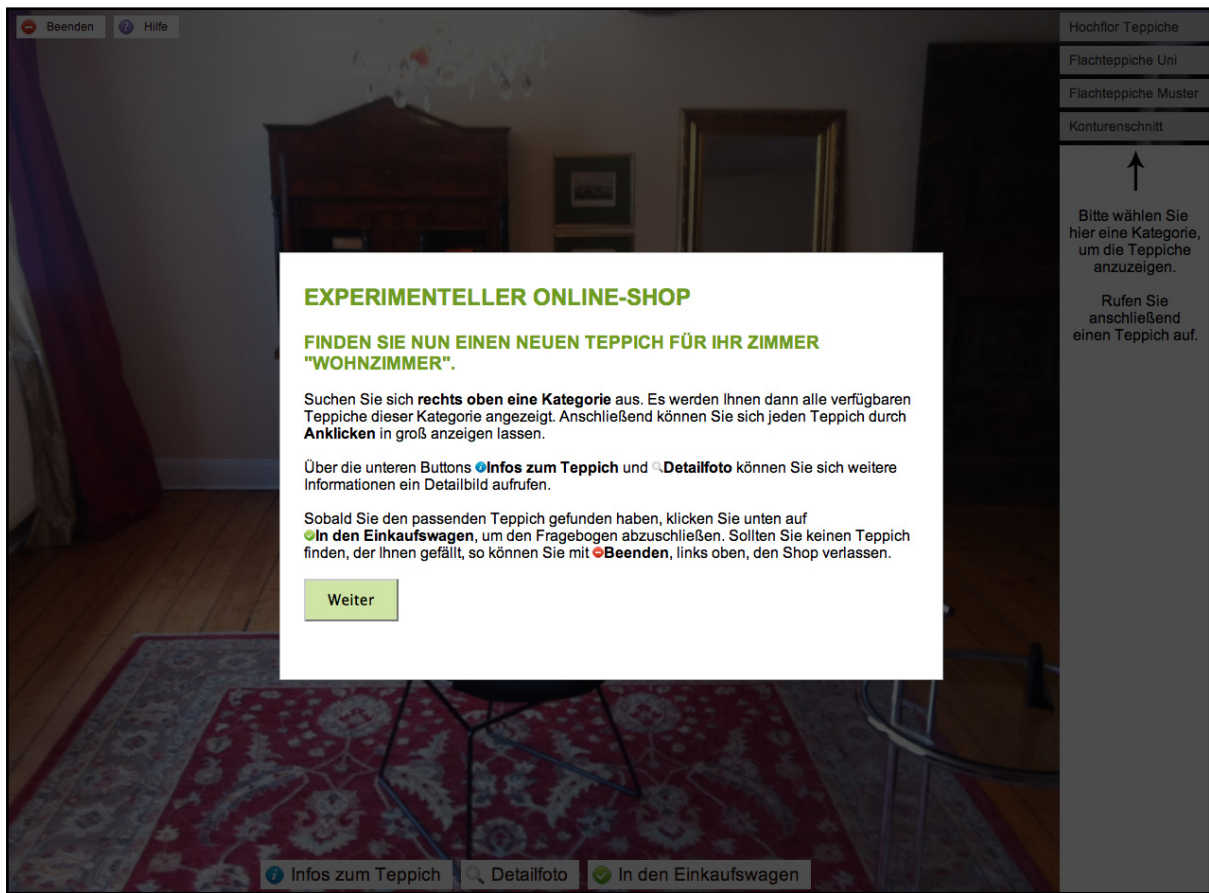 Beenden
Hilfe
Hochflor Teppiche
Flachteppiche Uni
Flachteppiche Muster
Konturenschnitt
Bitte wählen Sie
hier eine Kategorie,
um die Teppiche
anzuzeigen.
Rufen Sie
anschließend
einen Teppich auf.
EXPERIMENTELLER ONLINE-SHOP
FINDEN SIE NUN EINEN NEUEN TEPPICH FÜR IHR ZIMMER
"WOHNZIMMER".
Suchen Sie sich rechts oben eine Kategorie aus. Es werden Ihnen dann alle verfügbaren
Teppiche dieser Kategorie angezeigt. Anschließend können Sie sich jeden Teppich durch
Anklicken in groß anzeigen lassen.
Über die unteren Buttons Infos zum Teppich und Detailfoto können Sie sich weitere
Informationen ein Detailbild aufrufen.
Sobald Sie den passenden Teppich gefunden haben, klicken Sie unten auf
In den Einkaufswagen, um den Fragebogen abzuschließen. Sollten Sie keinen Teppich
finden, der Ihnen gefällt, so können Sie mit Beenden, links oben, den Shop verlassen.
Weiter
Infos zum Teppich
Detailfoto
In den Einkaufswagen